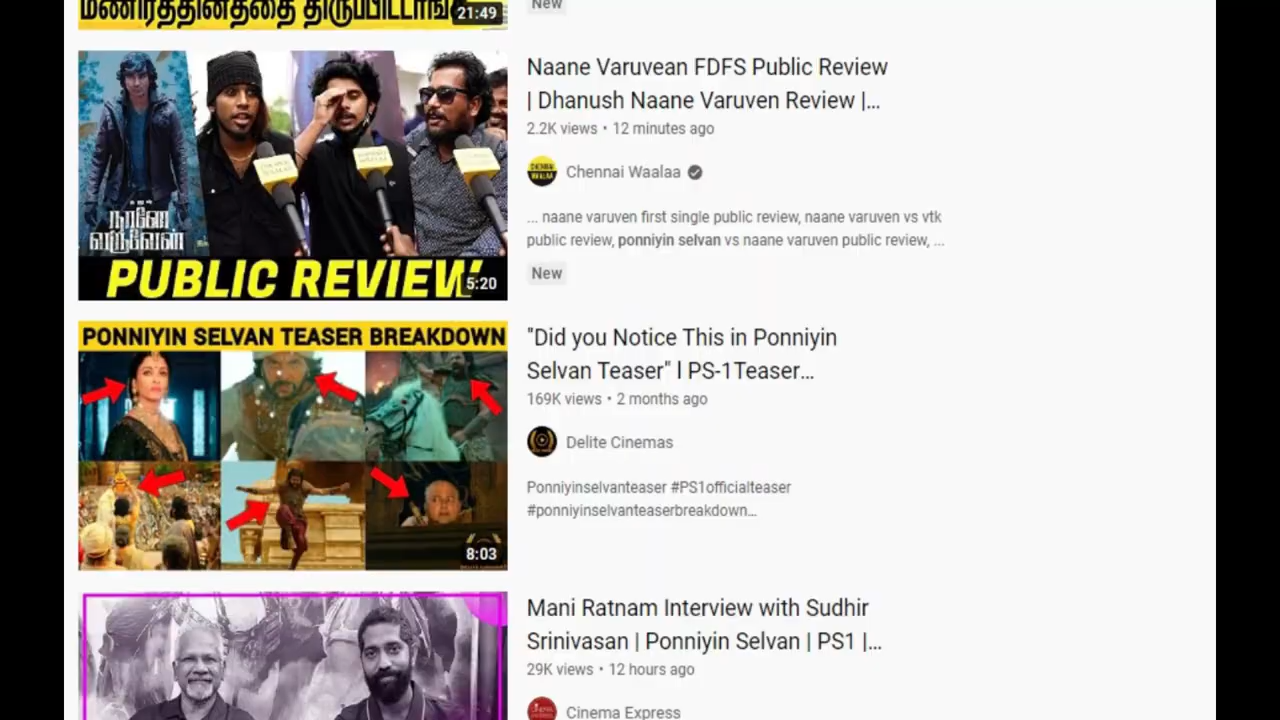 21:49
New
நானே
வருவேன்
PUBLIC REVIEW
5:20
Naane Varuvean FDFS Public Review
| Dhanush Naane Varuven Review |...
2.2K views • 12 minutes ago
Chennai Waalaa
... naane varuven first single public review, naane varuven vs vtk
public review, ponniyin selvan vs naane varuven public review, ...
New
PONNIYIN SELVAN TEASER BREAKDOWN
8:03
"Did you Notice This in Ponniyin
Selvan Teaser" l PS-1Teaser...
169K views • 2 months ago
Delite Cinemas
Ponniyinselvanteaser #PS1officialteaser
#ponniyinselvanteaserbreakdown...
Mani Ratnam Interview with Sudhir
Srinivasan | Ponniyin Selvan | PS1 |...
29K views • 12 hours ago
Cinema Express